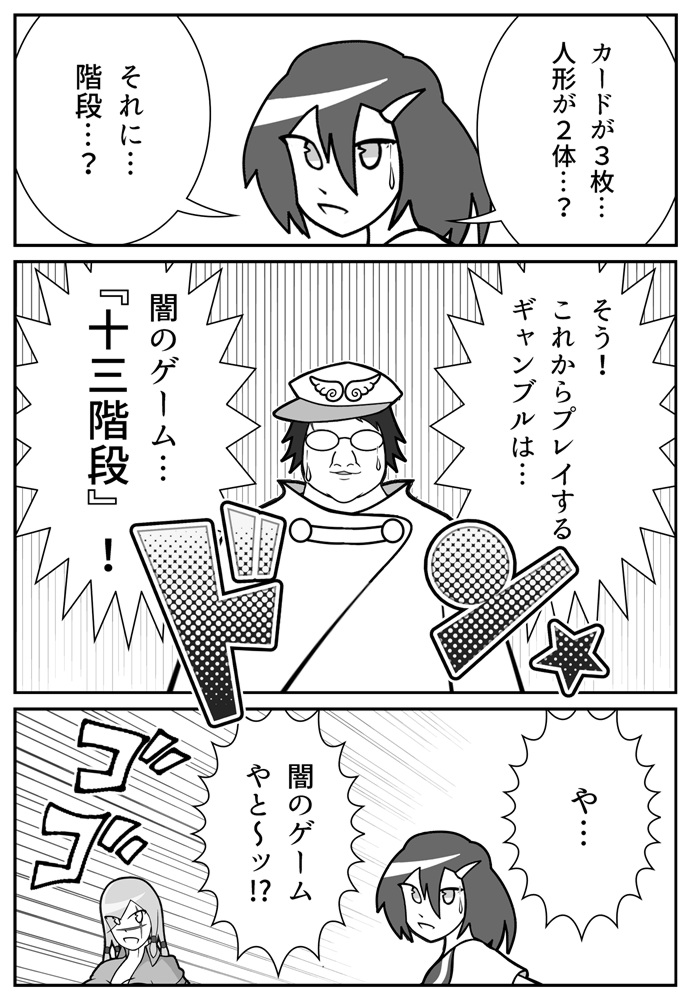 カードが３枚…
人形が２体…？
それに…
階段…？
そう！
これからプレイする
ギャンブルは…
闇のゲーム…
『十三階段』！
ドン
や…
闇のゲーム
やと～ッ!?
ゴゴ